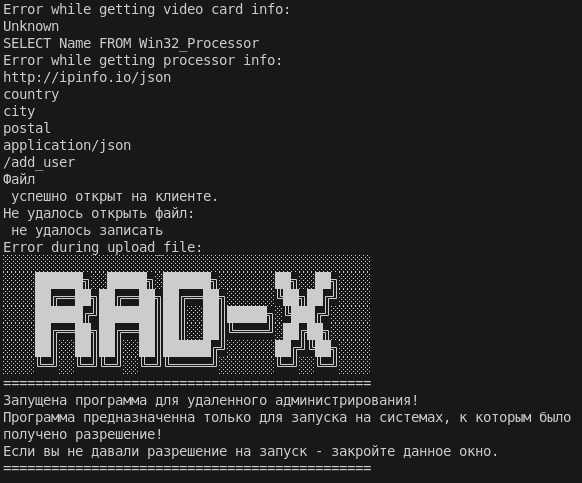 Error while getting video card info:
Unknown
SELECT Name FROM Win32_Processor
Error while getting processor info:
http://ipinfo.io/json
country
city
postal
application/json
/add_user
Файл
успешно открыт на клиенте.
Не удалось открыть файл:
не удалось записать
Error during upload_file:
RAD-X
===============================================
Запущена программа для удаленного администрирования!
Программа предназначенна только для запуска на системах, к которым было
получено разрешение!
Если вы не давали разрешение на запуск - закройте данное окно.
===============================================